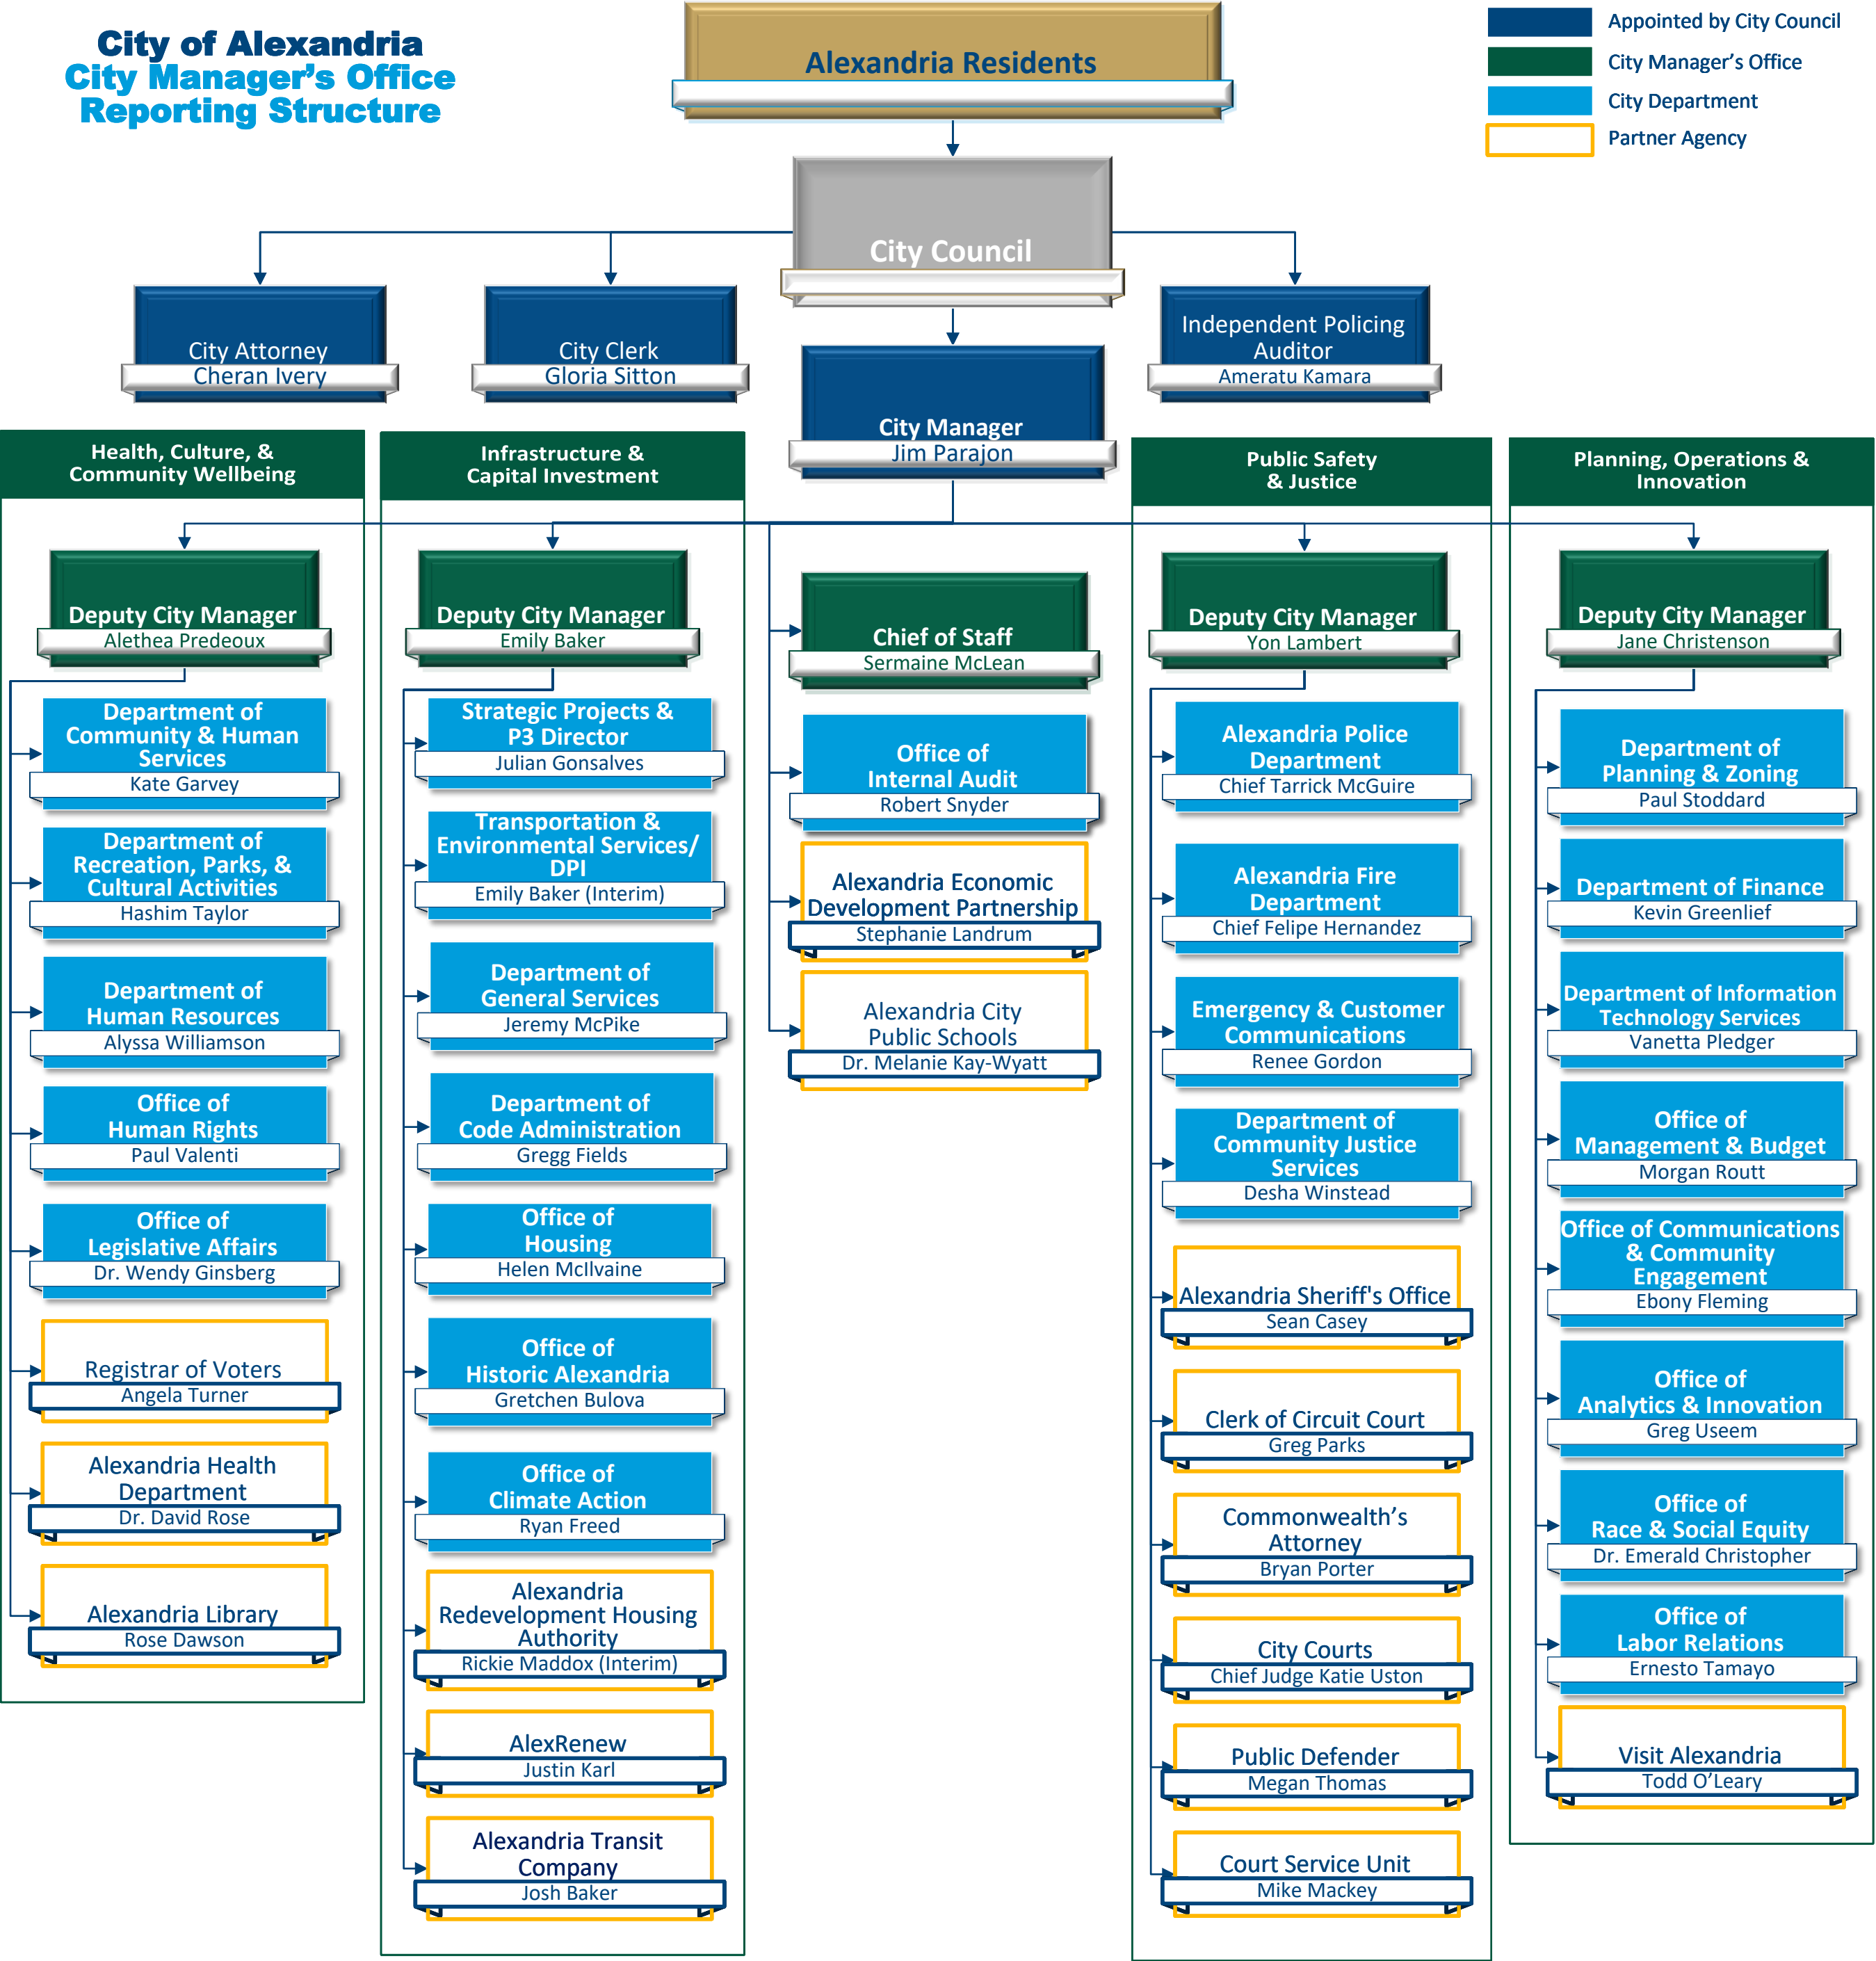 City of Alexandria
City Manager's Office
Reporting Structure
Alexandria Residents
Appointed by City Council
City Manager's Office
City Department
Partner Agency
City Council
City Attorney
Cheran Ivery
City Clerk
Gloria Sitton
Independent Policing
Auditor
Ameratu Kamara
City Manager
Jim Parajon
Health, Culture, &
Community Wellbeing
Deputy City Manager
Alethea Predeoux
Department of
Community & Human
Services
Kate Garvey
Department of
Recreation, Parks, &
Cultural Activities
Hashim Taylor
Department of
Human Resources
Alyssa Williamson
Office of
Human Rights
Paul Valenti
Office of
Legislative Affairs
Dr. Wendy Ginsberg
Registrar of Voters
Angela Turner
Alexandria Health
Department
Dr. David Rose
Alexandria Library
Rose Dawson
Infrastructure &
Capital Investment
Deputy City Manager
Emily Baker
Strategic Projects &
P3 Director
Julian Gonsalves
Transportation &
Environmental Services/
DPI
Emily Baker (Interim)
Department of
General Services
Jeremy McPike
Department of
Code Administration
Gregg Fields
Office of
Housing
Helen McIlvaine
Office of
Historic Alexandria
Gretchen Bulova
Office of
Climate Action
Ryan Freed
Alexandria
Redevelopment Housing
Authority
Rickie Maddox (Interim)
AlexRenew
Justin Karl
Alexandria Transit
Company
Josh Baker
Chief of Staff
Sermaine McLean
Office of
Internal Audit
Robert Snyder
Alexandria Economic
Development Partnership
Stephanie Landrum
Alexandria City
Public Schools
Dr. Melanie Kay-Wyatt
Public Safety
& Justice
Deputy City Manager
Yon Lambert
Alexandria Police
Department
Chief Tarrick McGuire
Alexandria Fire
Department
Chief Felipe Hernandez
Emergency & Customer
Communications
Renee Gordon
Department of
Community Justice
Services
Desha Winstead
Alexandria Sheriff's Office
Sean Casey
Clerk of Circuit Court
Greg Parks
Commonwealth's
Attorney
Bryan Porter
City Courts
Chief Judge Katie Uston
Public Defender
Megan Thomas
Court Service Unit
Mike Mackey
Planning, Operations &
Innovation
Deputy City Manager
Jane Christenson
Department of
Planning & Zoning
Paul Stoddard
Department of Finance
Kevin Greenlief
Department of Information
Technology Services
Vanetta Pledger
Office of
Management & Budget
Morgan Routt
Office of Communications
& Community
Engagement
Ebony Fleming
Office of
Analytics & Innovation
Greg Useem
Office of
Race & Social Equity
Dr. Emerald Christopher
Office of
Labor Relations
Ernesto Tamayo
Visit Alexandria
Todd O'Leary